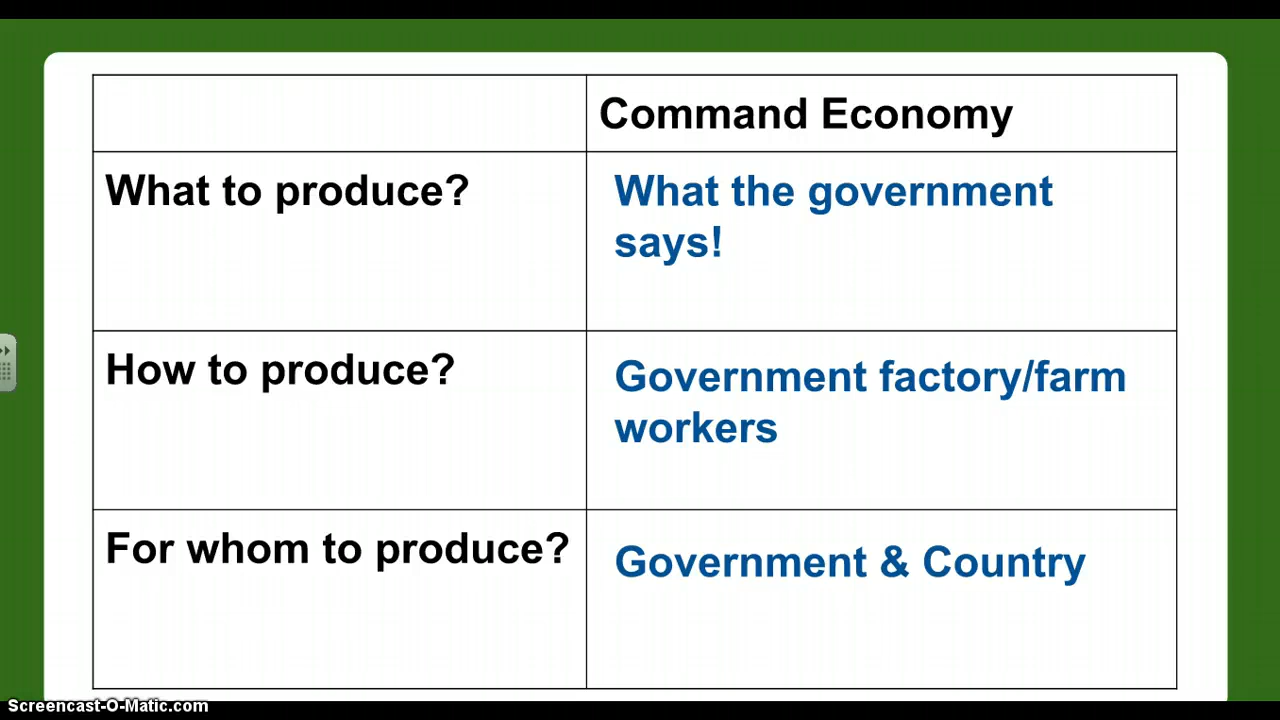 Command Economy
What to produce?
What the government
says!
How to produce?
Government factory/farm
workers
For whom to produce?
Government & Country
Screencast-O-Matic.com